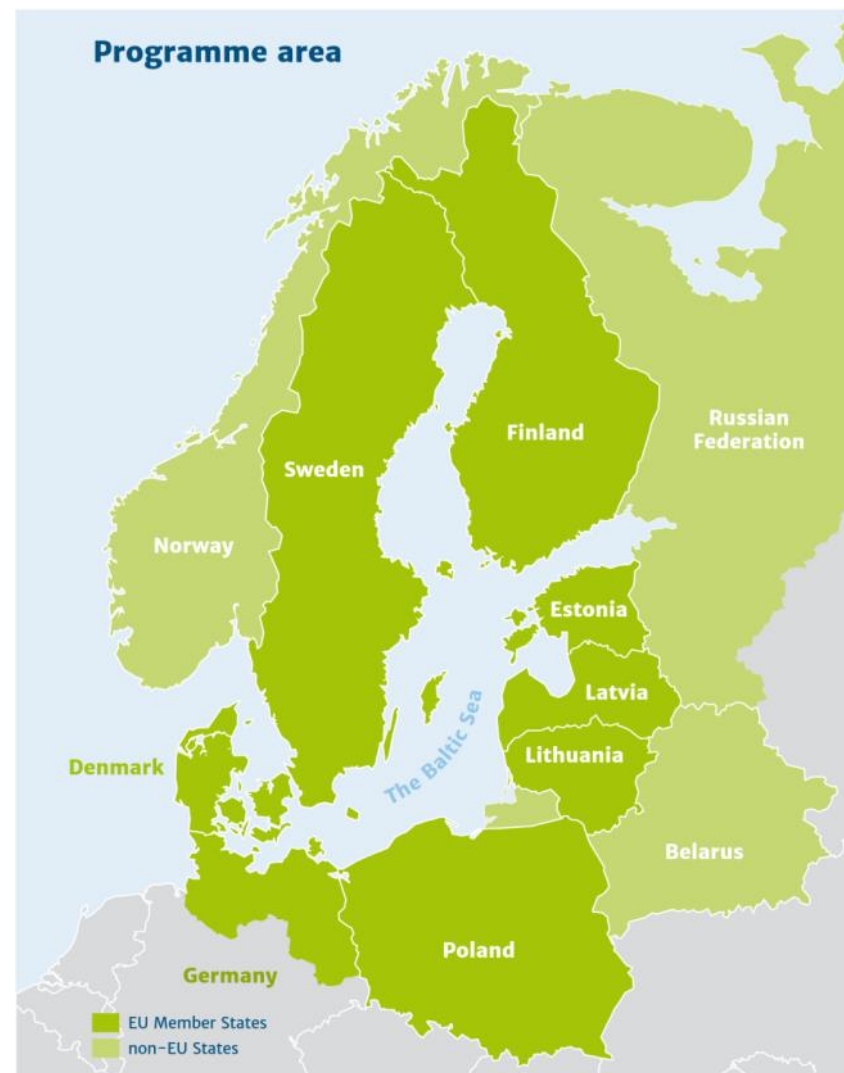 Programme area
Finland
Russian
Federation
Sweden
Norway
Estonia
Latvia
The Baltic Sea
Denmark
Lithuania
Belarus
Poland
Germany
EU Member States
non-EU States